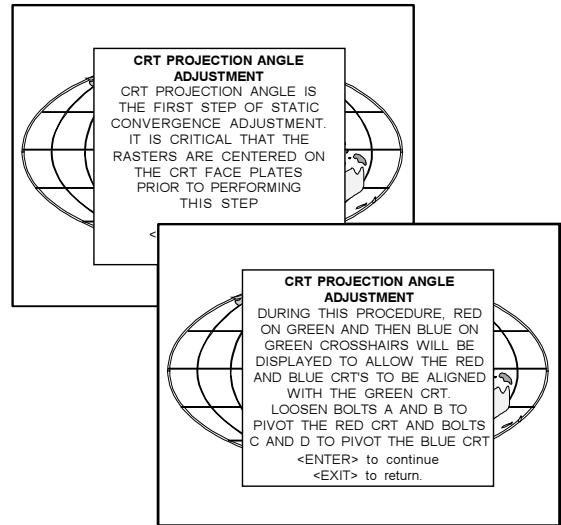 CRT PROJECTION ANGLE
ADJUSTMENT
CRT PROJECTION ANGLE IS
THE FIRST STEP OF STATIC
CONVERGENCE ADJUSTMENT.
IT IS CRITICAL THAT THE
RASTERS ARE CENTERED ON
THE CRT FACE PLATES
PRIOR TO PERFORMING
THIS STEP
<
CRT PROJECTION ANGLE
ADJUSTMENT
DURING THIS PROCEDURE, RED
ON GREEN AND THEN BLUE ON
GREEN CROSSHAIRS WILL BE
DISPLAYED TO ALLOW THE RED
AND BLUE CRT'S TO BE ALIGNED
WITH THE GREEN CRT.
LOOSEN BOLTS A AND B TO
PIVOT THE RED CRT AND BOLTS
C AND D TO PIVOT THE BLUE CRT
<ENTER> to continue
<EXIT> to return.